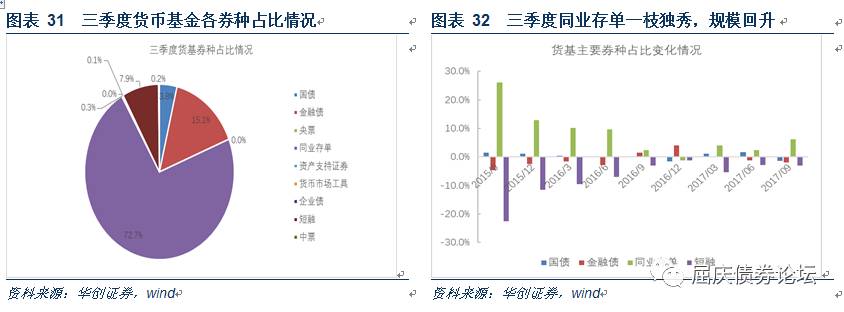 图表 31 三季度货币基金各券种占比情况
三季度货基券种占比情况
0.1%
7.9%
0.2%
0.0%
0.3%
15.1%
0.0%
72.7%
国债
金融债
央票
同业存单
资产支持证券
货币市场工具
企业债
短融
中票
资料来源：华创证券，wind
图表 32 三季度同业存单一枝独秀，规模回升
货基主要券种占比变化情况
30.0%
20.0%
10.0%
0.0%
-10.0%
-20.0%
-30.0%
2015/12
2016/3
2016/6
2016/9
2016/12
2017/03
2017/06
2017/09
国债 金融债 同业存单 短融
资料来源：华创证券，wind
屈庆债券论坛